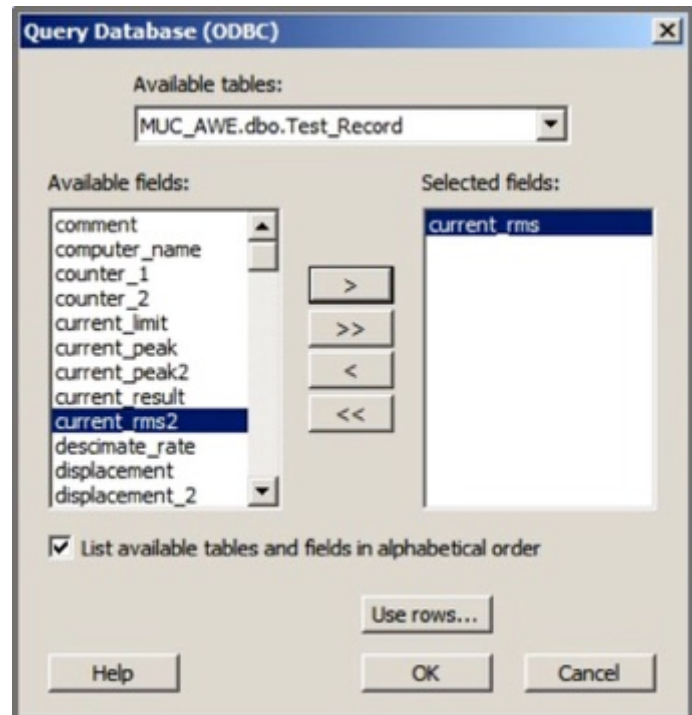 Query Database (ODBC)
Available tables:
MUC_AWE.dbo.Test_Record
Available fields:
comment
computer_name
counter_1
counter_2
current_limit
current_peak
current_peak2
current_result
current_rms2
descimate_rate
displacement
displacement_2
>
>>
<
<<
Selected fields:
current_rms
List available tables and fields in alphabetical order
Use rows...
Help
OK
Cancel